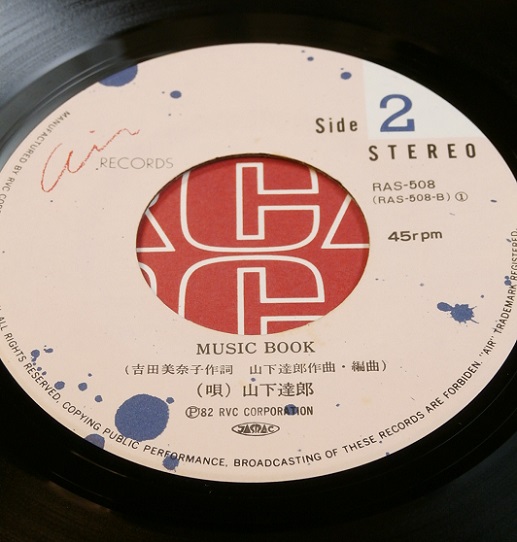 Side 2
STEREO
air RECORDS
RAS-508
(RAS-508-B) ①
45rpm
MUSIC BOOK
(吉田美奈子作詞 山下達郎作曲・編曲)
(唄) 山下達郎
Ⓟ82 RVC CORPORATION
JASRAC
MANUFACTURED BY RVC
ALL RIGHTS RESERVED. COPYING PUBLIC PERFORMANCE, BROADCASTING OF THESE RECORDS ARE FORBIDDEN. "AIR" TRADEMARK REGISTERED.